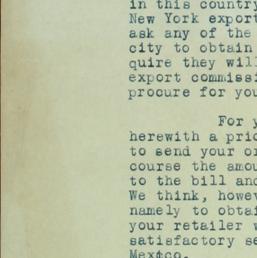 in this country
New York export
ask any of the
city to obtain
quire they wil
export commissi
procure for you
For y
herewith a pric
to send your or
course the amou
to the bill and
We think, howev
namely to obtai
your retailer w
satisfactory se
Mexico.